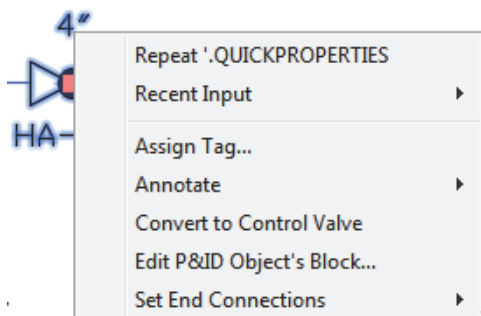 4"
Repeat '.QUICKPROPERTIES
Recent Input
HA-
Assign Tag...
Annotate
Convert to Control Valve
Edit P&ID Object's Block...
Set End Connections